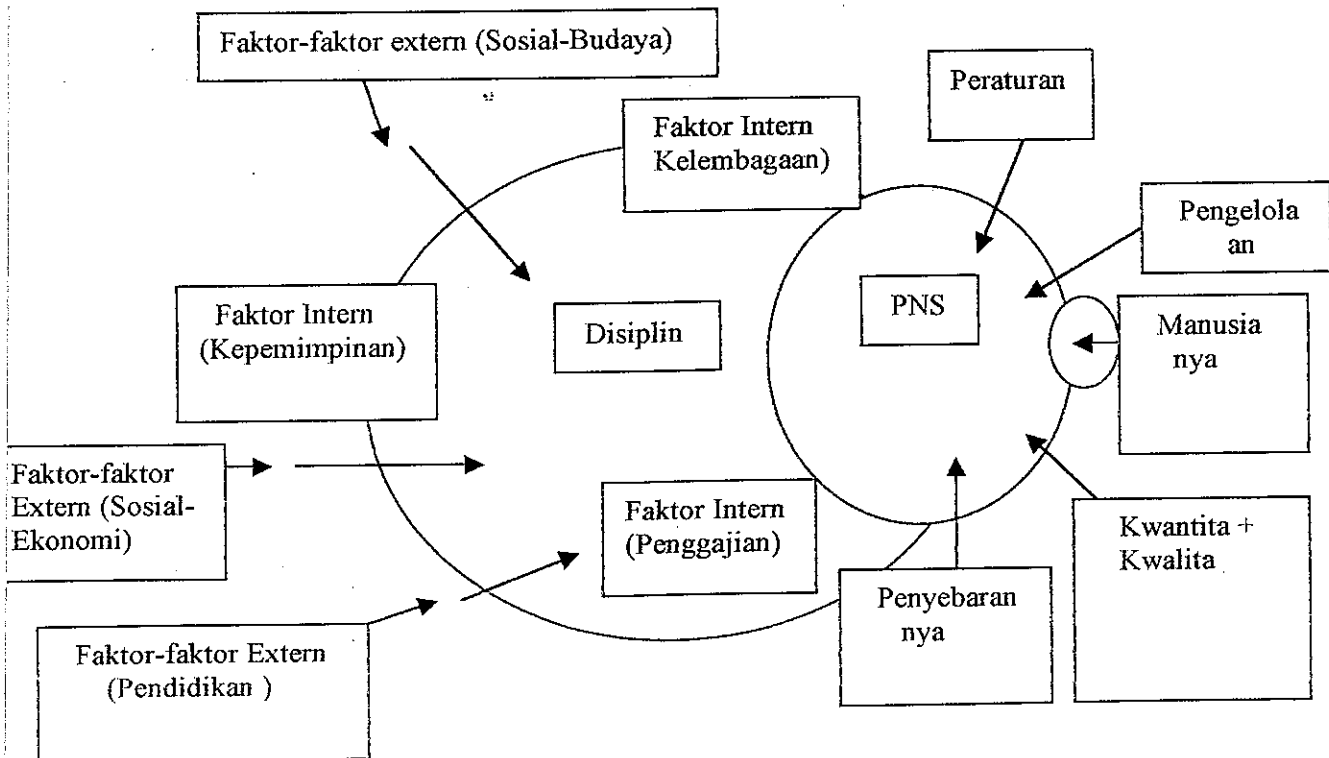 Faktor-faktor extern (Sosial-Budaya)
Peraturan
Faktor Intern
Kelembagaan)
Pengelola
an
PNS
Faktor Intern
(Kepemimpinan)
Disiplin
Manusia
nya
Faktor-faktor
Extern (Sosial-
Ekonomi)
Faktor Intern
(Penggajian)
Kwantita +
Kwalita
Penyebaran
nya
Faktor-faktor Extern
(Pendidikan )